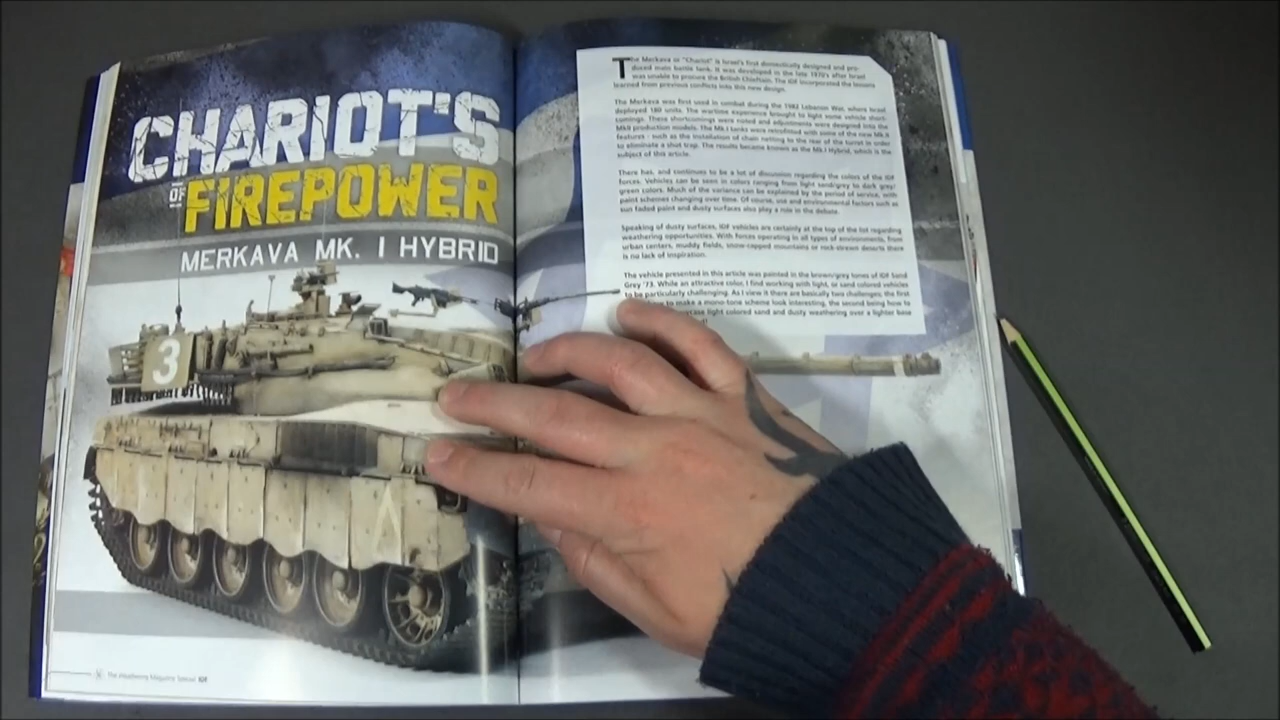 CHARIOT'S
OF FIREPOWER
MERKAVA MK. I HYBRID
3
The Weathering Magazine Special IDF
The Merkava or "Chariot" is Israel's first domestically designed and pro-
duced main battle tank. It was developed in the late 1970's after Israel
was unable to procure the British Chieftain. The IDF incorporated the lessons
learned from previous conflicts into this new design.
The Merkava was first used in combat during the 1982 Lebanon War, where Israel
deployed 180 units. The wartime experience brought to light some vehicle short-
comings. These shortcomings were noted and adjustments were designed into the
MkII production models. The Mk.I tanks were retrofitted with some of the new Mk.II
features - such as the installation of chain netting to the rear of the turret in order
to eliminate a shot trap. The results became known as the Mk.I Hybrid, which is the
subject of this article.
There has, and continues to be a lot of discussion regarding the colors of the IDF
forces. Vehicles can be seen in colors ranging from light sand/grey to dark grey/
green colors. Much of the variance can be explained by the period of service, with
paint schemes changing over time. Of course, use and environmental factors such as
sun faded paint and dusty surfaces also play a role in the debate.
Speaking of dusty surfaces, IDF vehicles are certainly at the top of the list regarding
weathering opportunities. With forces operating in all types of environments, from
urban centers, muddy fields, snow-capped mountains or rock-strewn deserts there
is no lack of inspiration.
The vehicle presented in this article was painted in the brown/grey tones of IDF Sand
Grey '73. While an attractive color, I find working with light, or sand colored vehicles
to be particularly challenging. As I view it there are basically two challenges, the first
to make a mono-tone scheme look interesting, the second being how to
light colored sand and dusty weathering over a lighter base